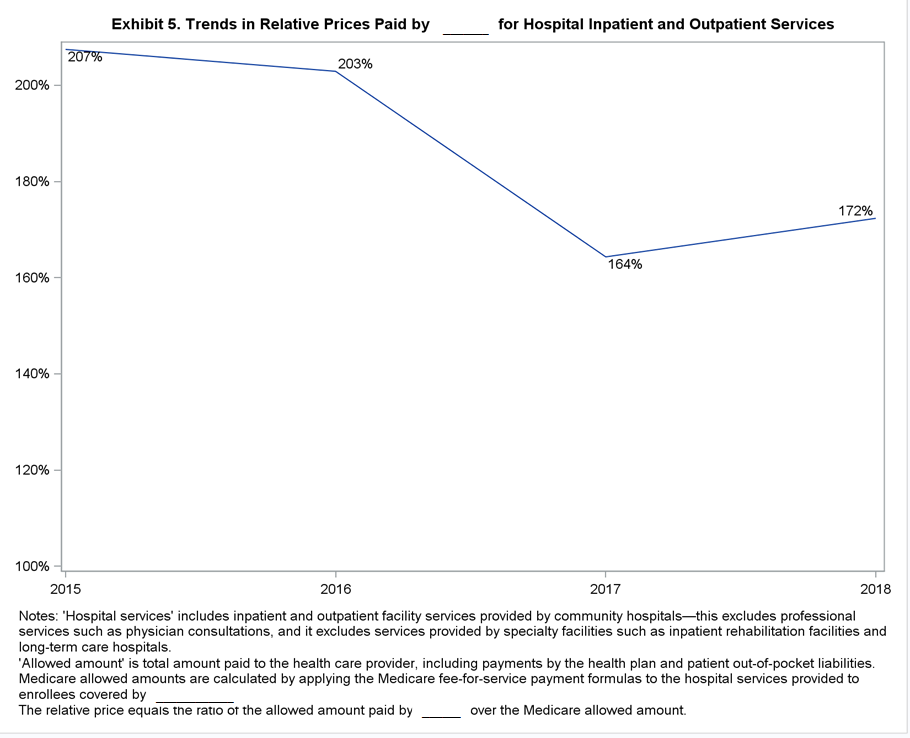 Exhibit 5. Trends in Relative Prices Paid by _____ for Hospital Inpatient and Outpatient Services
207%
203%
200%
180%
172%
164%
160%
140%
120%
100%
2015 2016 2017 2018
Notes: 'Hospital services' includes inpatient and outpatient facility services provided by community hospitals—this excludes professional
services such as physician consultations, and it excludes services provided by specialty facilities such as inpatient rehabilitation facilities and
long-term care hospitals.
'Allowed amount' is total amount paid to the health care provider, including payments by the health plan and patient out-of-pocket liabilities.
Medicare allowed amounts are calculated by applying the Medicare fee-for-service payment formulas to the hospital services provided to
enrollees covered by __________
The relative price equals the ratio of the allowed amount paid by _____ over the Medicare allowed amount.